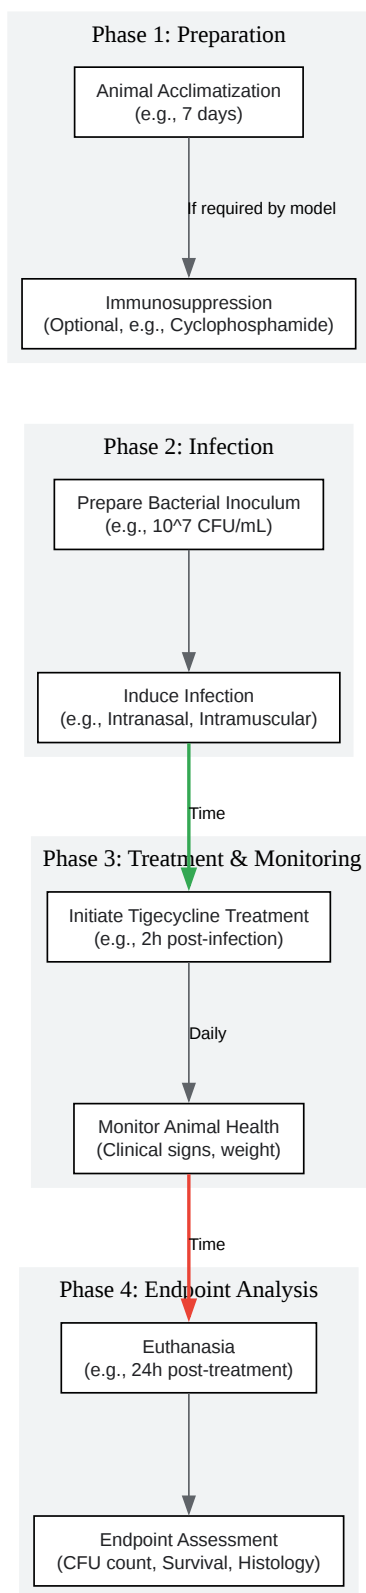 Phase 1: Preparation
Animal Acclimatization
(e.g., 7 days)
If required by model
Immunosuppression
(Optional, e.g., Cyclophosphamide)
Phase 2: Infection
Prepare Bacterial Inoculum
(e.g., 10^7 CFU/mL)
Induce Infection
(e.g., Intranasal, Intramuscular)
Time
Phase 3: Treatment & Monitoring
Initiate Tigecycline Treatment
(e.g., 2h post-infection)
Daily
Monitor Animal Health
(Clinical signs, weight)
Time
Phase 4: Endpoint Analysis
Euthanasia
(e.g., 24h post-treatment)
Endpoint Assessment
(CFU count, Survival, Histology)